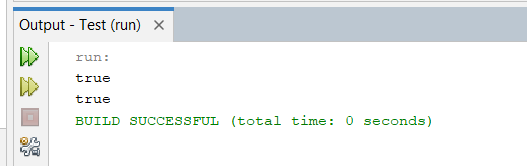 Output - Test (run)
run:
true
true
BUILD SUCCESSFUL (total time: 0 seconds)